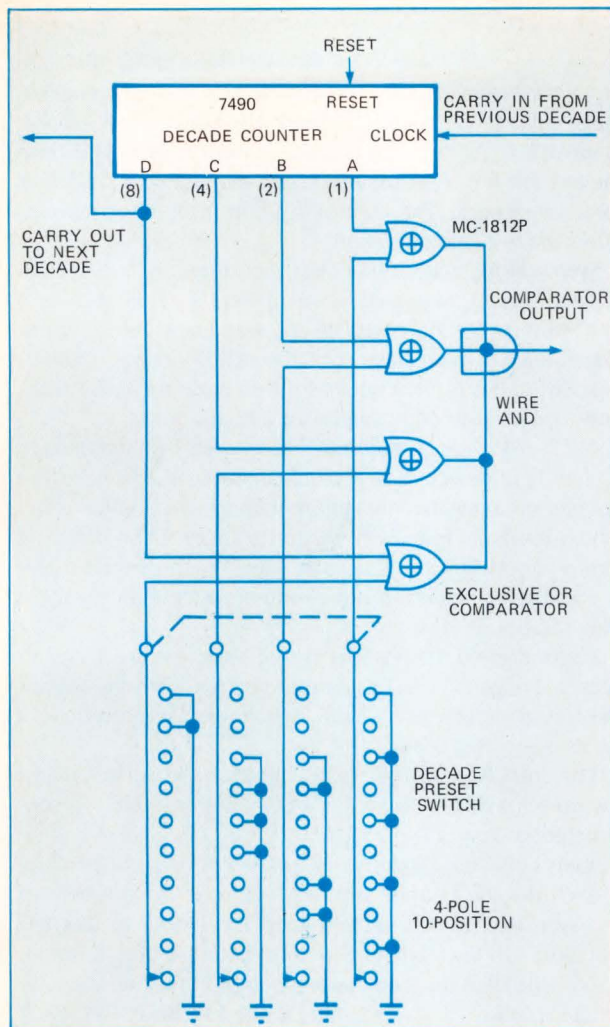 RESET
7490 RESET
CARRY IN FROM
PREVIOUS DECADE
DECADE COUNTER CLOCK
D C B A
(8) (4) (2) (1)
MC-1812P
CARRY OUT
TO NEXT
DECADE
COMPARATOR
OUTPUT
WIRE
AND
EXCLUSIVE OR
COMPARATOR
DECADE
PRESET
SWITCH
4-POLE
10-POSITION